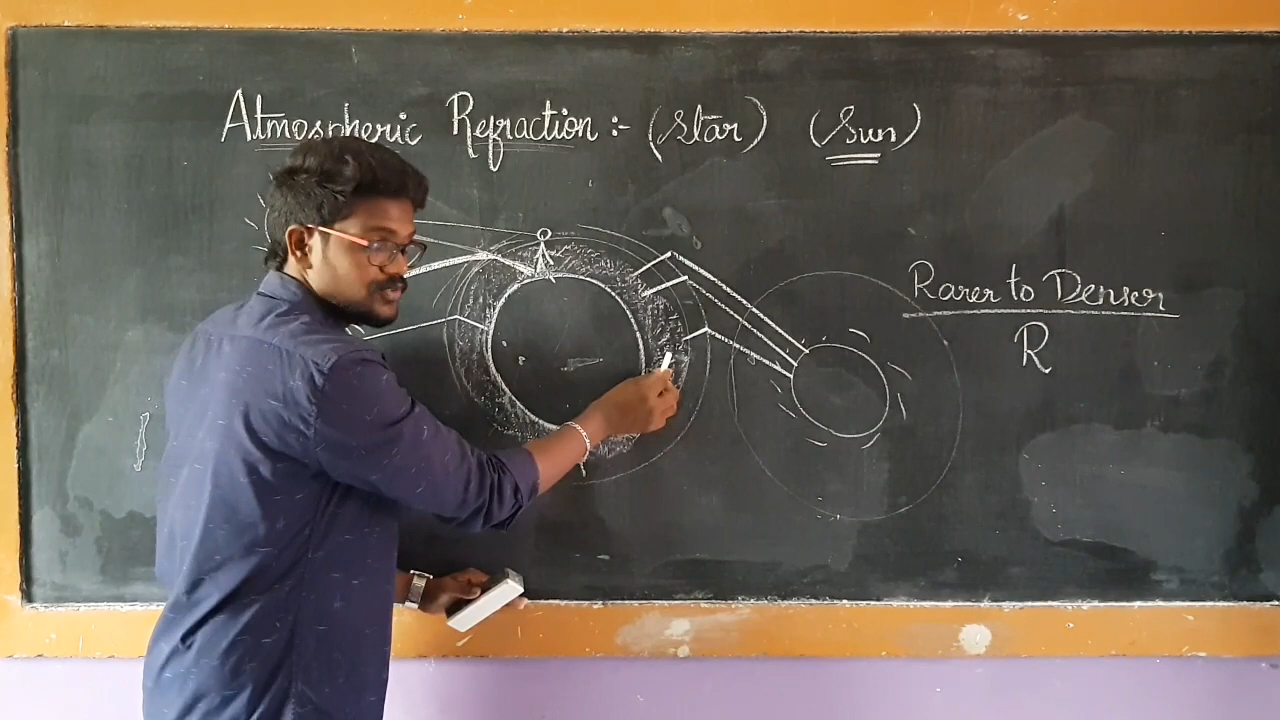 Atmospheric Refraction :- (Star) (Sun)
Rarer to Denser
R